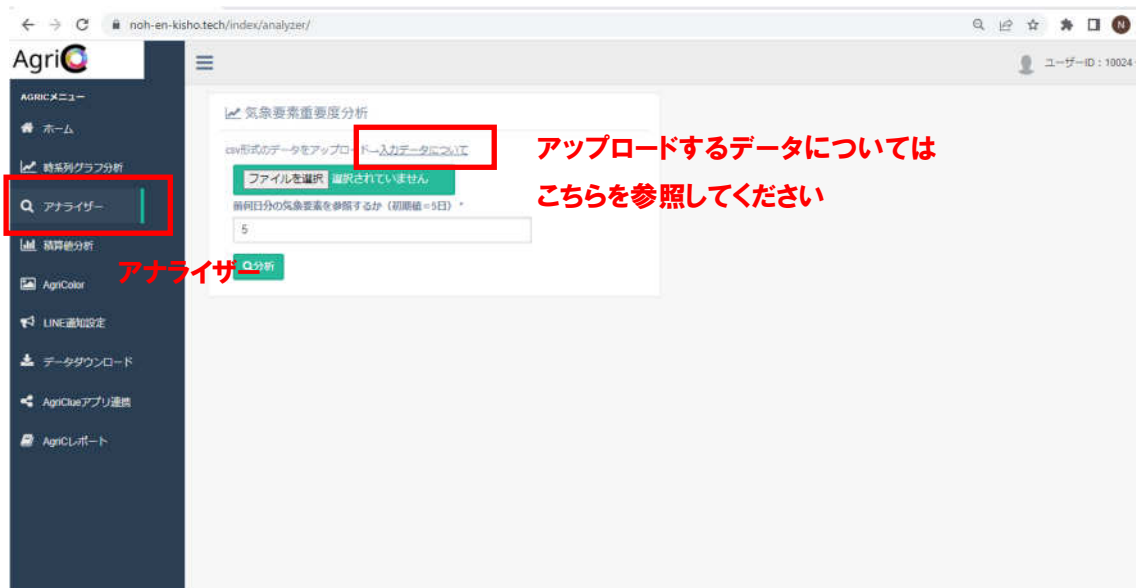 noh-en-kisho.tech/index/analyzer/
N
AgriC
ユーザーID : 10024
AGRICメニュー
ホーム
時系列グラフ分析
アナライザー
積算値分析
AgriColor
LINE通知設定
データダウンロード
AgriClueアプリ連携
AgriCレポート
気象要素重要度分析
csv形式のデータをアップロード→入力データについて
ファイルを選択 選択されていません
前何日分の気象要素を参照するか（初期値=5日） *
5
分析
アップロードするデータについては
こちらを参照してください
アナライザー